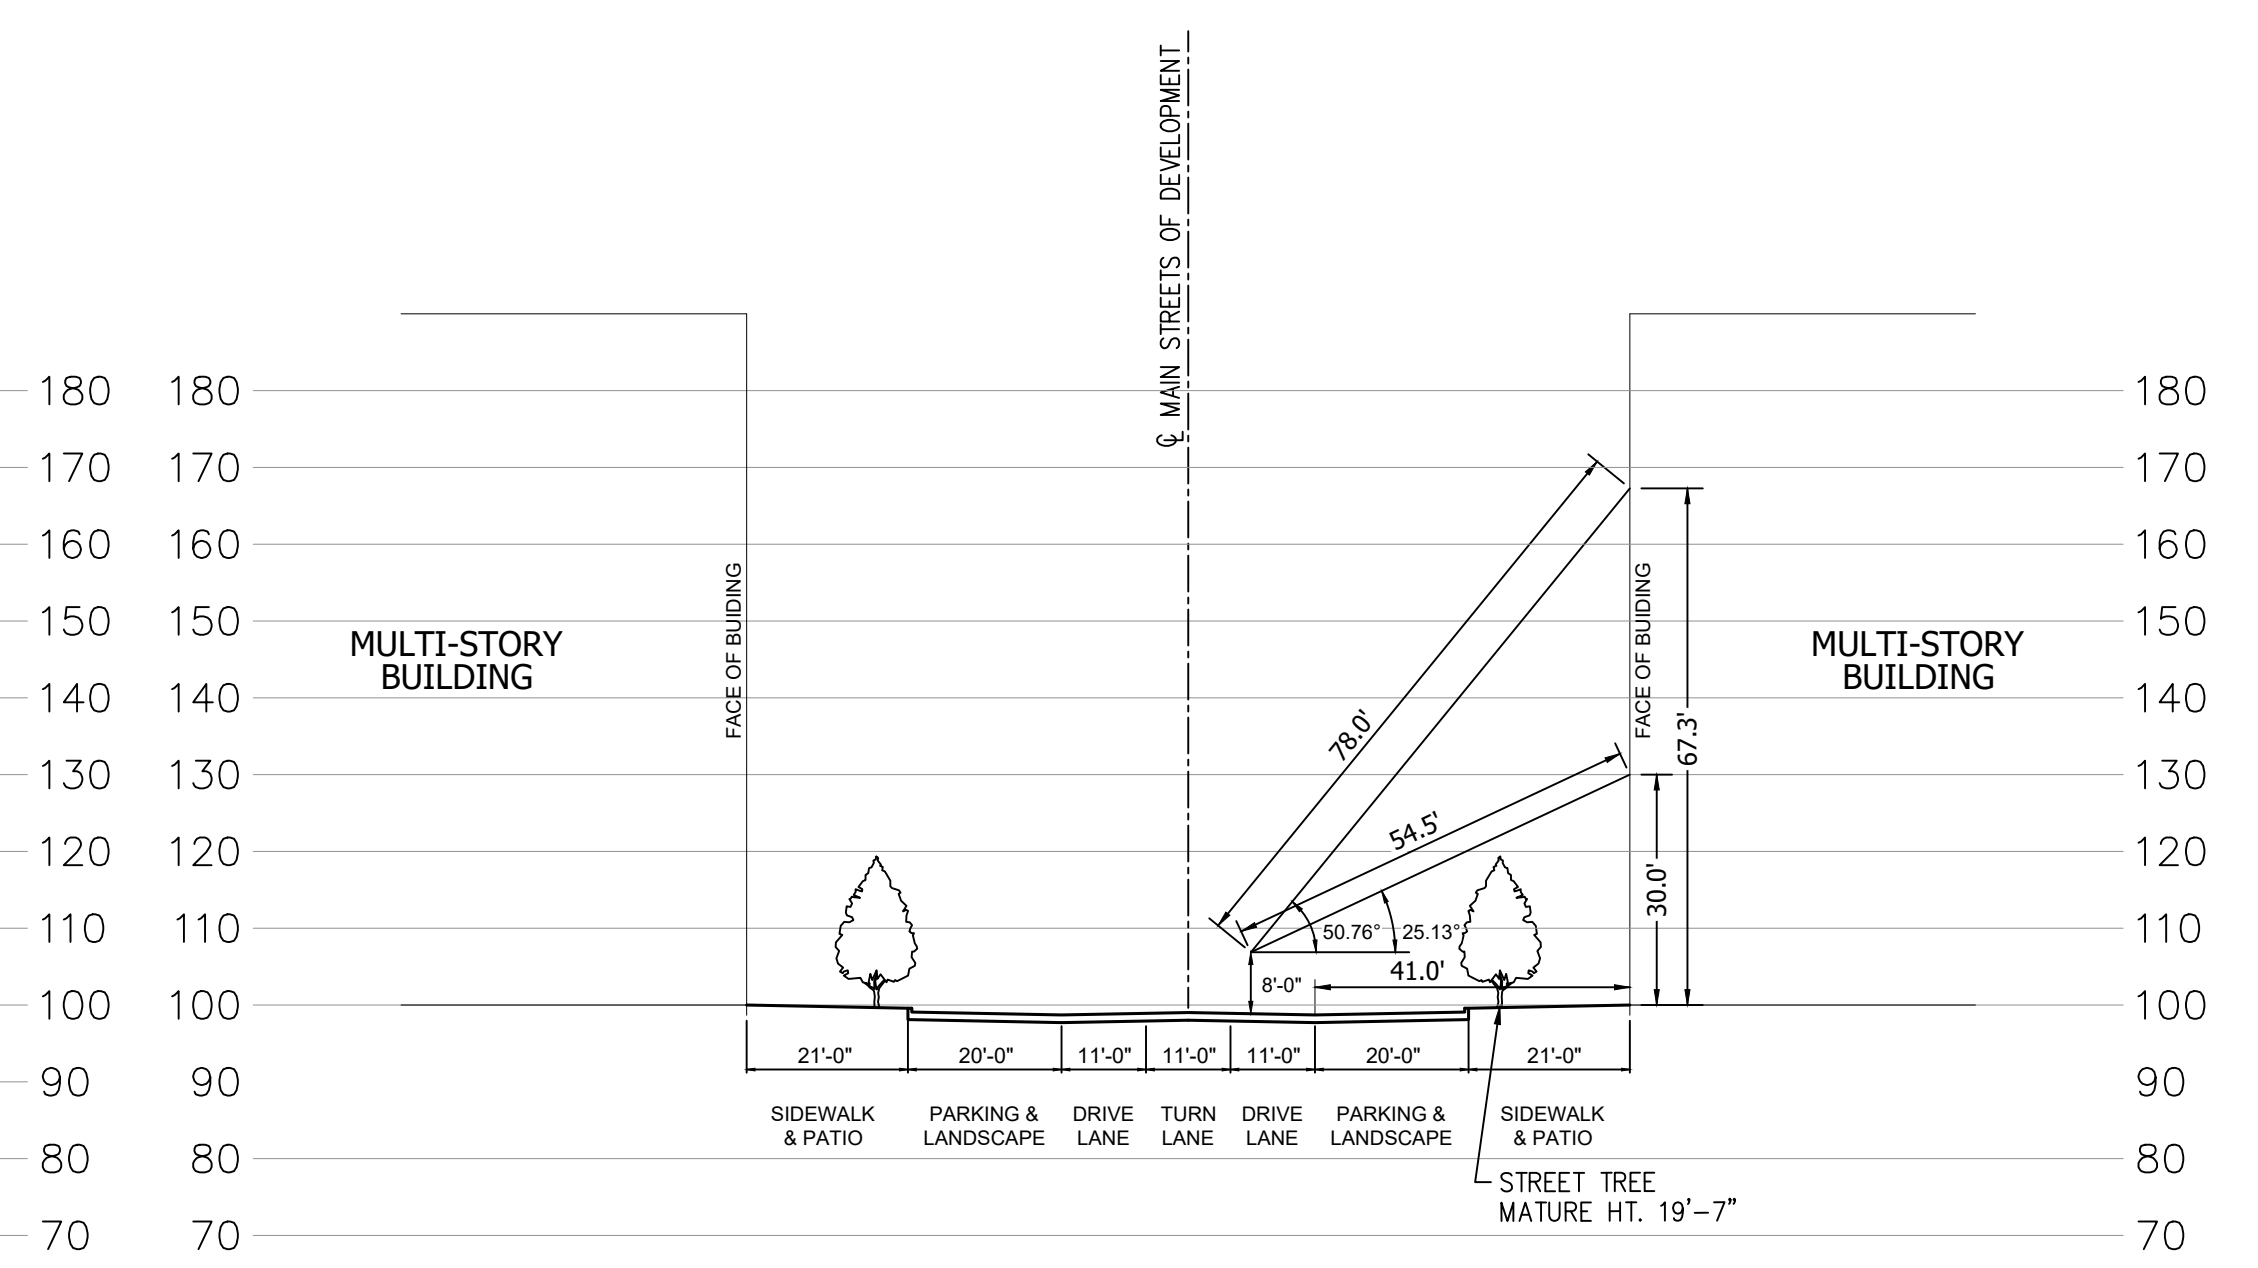 ℄ MAIN STREETS OF DEVELOPMENT
180 180 180
170 170 170
160 160 160
150 150 150
140 140 140
130 130 130
120 120 120
110 110 110
100 100 100
90 90 90
80 80 80
70 70 70
MULTI-STORY
BUILDING
FACE OF BUIDING
78.0'
54.5'
50.76°
25.13°
41.0'
8'-0"
30.0'
67.3'
FACE OF BUIDING
MULTI-STORY
BUILDING
21'-0" 20'-0" 11'-0" 11'-0" 11'-0" 20'-0" 21'-0"
SIDEWALK
& PATIO
PARKING &
LANDSCAPE
DRIVE
LANE
TURN
LANE
DRIVE
LANE
PARKING &
LANDSCAPE
SIDEWALK
& PATIO
STREET TREE
MATURE HT. 19'-7"